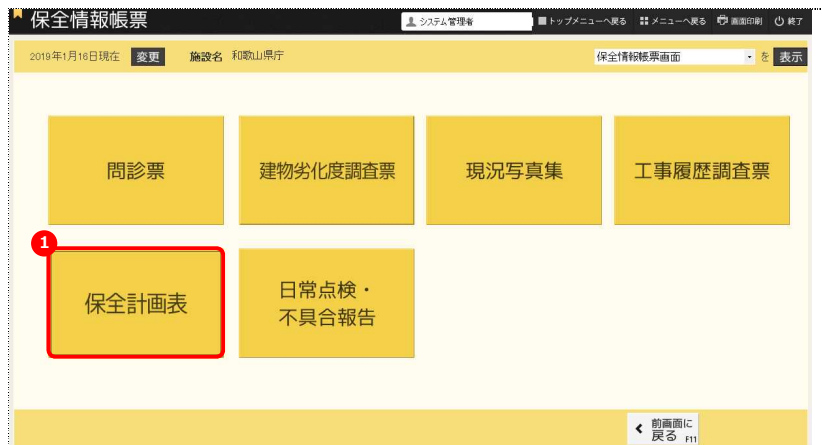 保全情報帳票
システム管理者
トップメニューへ戻る
メニューへ戻る
画面印刷
終了
2019年1月16日現在 変更 施設名 和歌山県庁
保全情報帳票画面 を 表示
問診票
建物劣化度調査票
現況写真集
工事履歴調査票
1
保全計画表
日常点検・
不具合報告
前画面に
戻る F11